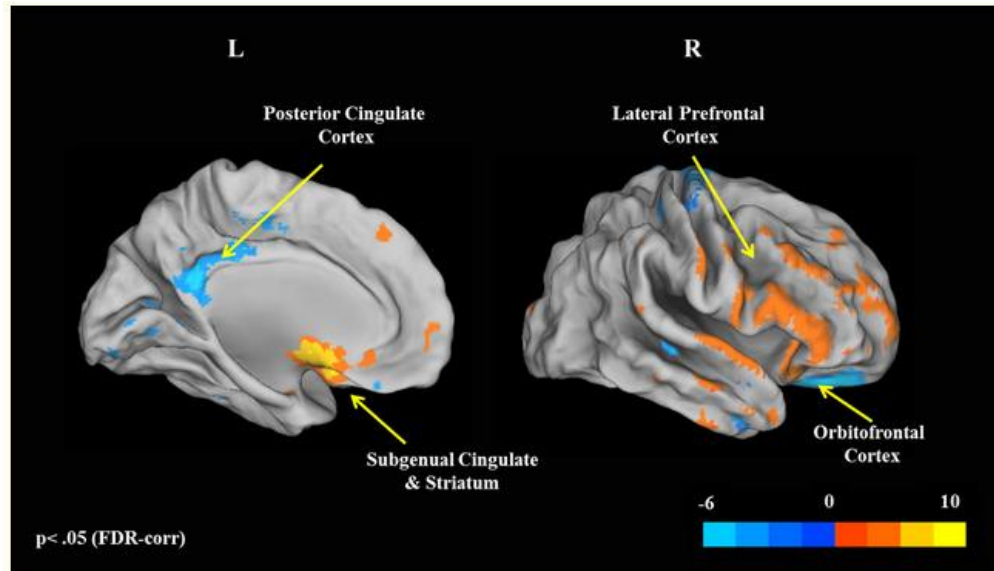 L
R
Posterior Cingulate
Cortex
Lateral Prefrontal
Cortex
Subgenual Cingulate
& Striatum
Orbitofrontal
Cortex
-6 0 10
p< .05 (FDR-corr)